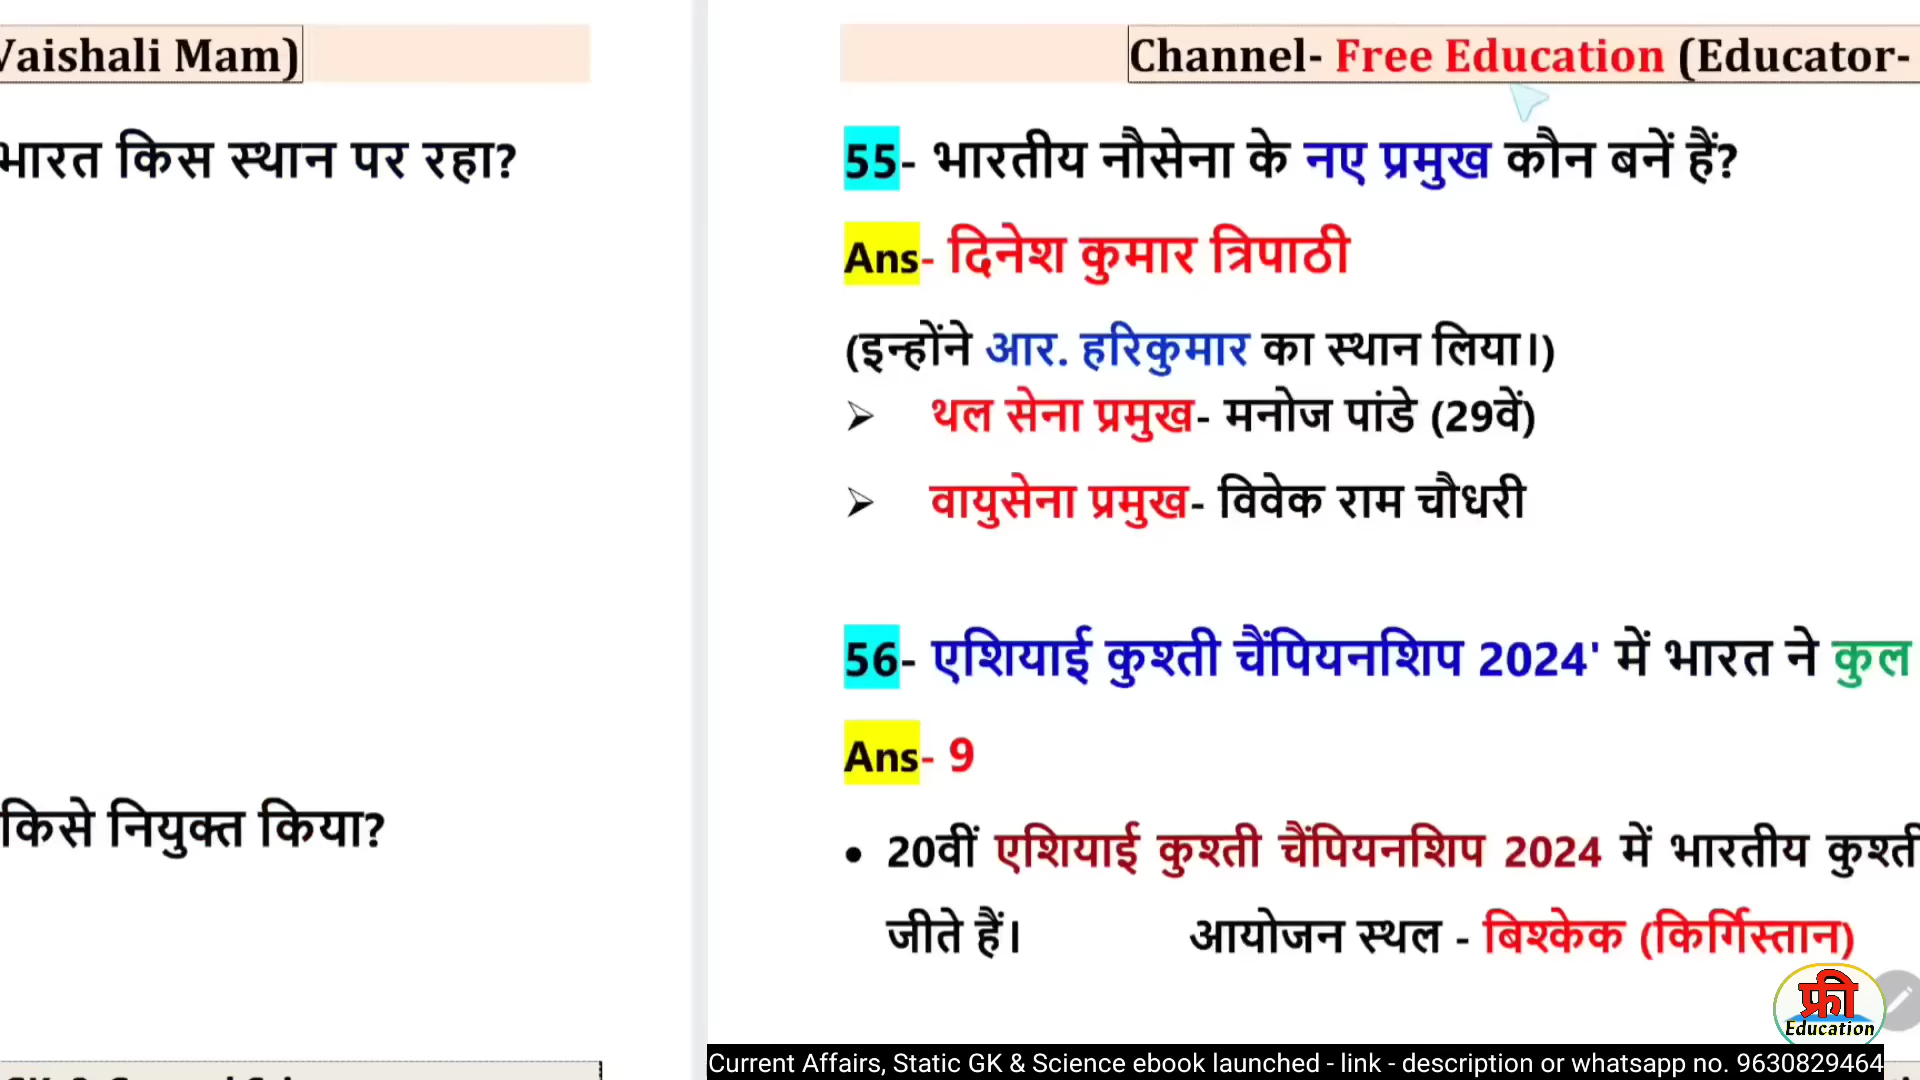 Vaishali Mam)
भारत किस स्थान पर रहा?
किसे नियुक्त किया?
Channel- Free Education (Educator-
55- भारतीय नौसेना के नए प्रमुख कौन बनें हैं?
Ans- दिनेश कुमार त्रिपाठी
(इन्होंने आर. हरिकुमार का स्थान लिया।)
➢ थल सेना प्रमुख- मनोज पांडे (29वें)
➢ वायुसेना प्रमुख- विवेक राम चौधरी
56- एशियाई कुश्ती चैंपियनशिप 2024' में भारत ने कुल
Ans- 9
• 20वीं एशियाई कुश्ती चैंपियनशिप 2024 में भारतीय कुश्ती
जीते हैं। आयोजन स्थल - बिश्केक (किर्गिस्तान)
फ्री
Education
Current Affairs, Static GK & Science ebook launched - link - description or whatsapp no. 9630829464